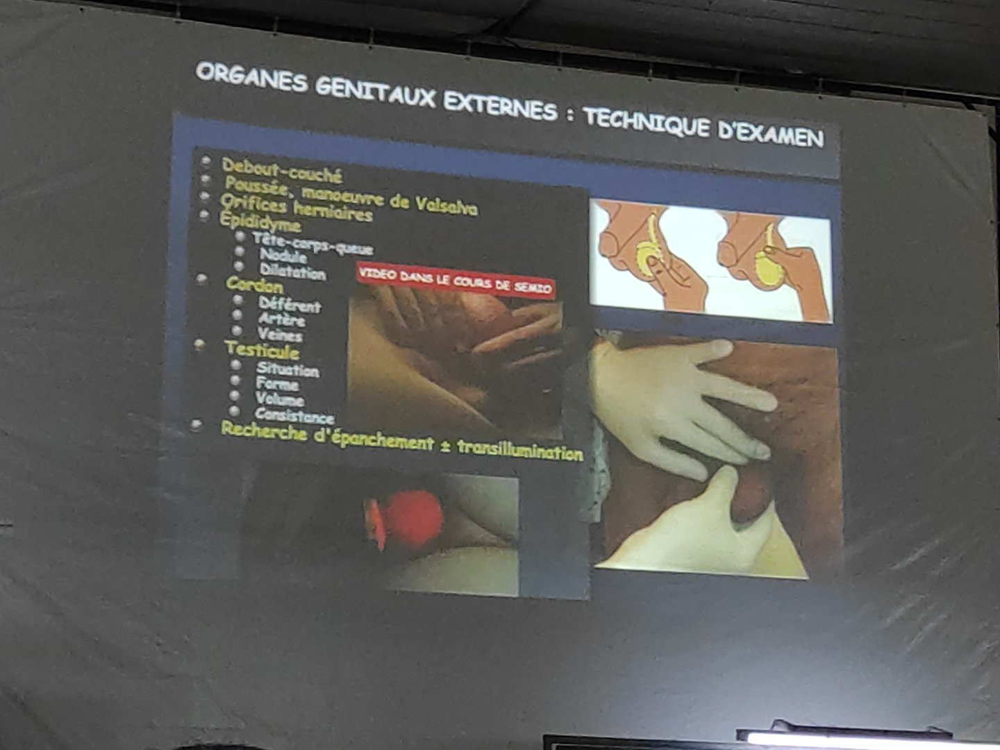 ORGANES GENITAUX EXTERNES : TECHNIQUE D'EXAMEN
Debout-couché
Poussée, manoeuvre de Valsalva
Orifices herniaires
Épididyme
Tête-corps-queue
Nodule
Dilatation
Cordon
Déférent
Artère
Veines
Testicule
Situation
Forme
Volume
Consistance
Recherche d'épanchement ± transillumination
VIDEO DANS LE COURS DE SEMIO